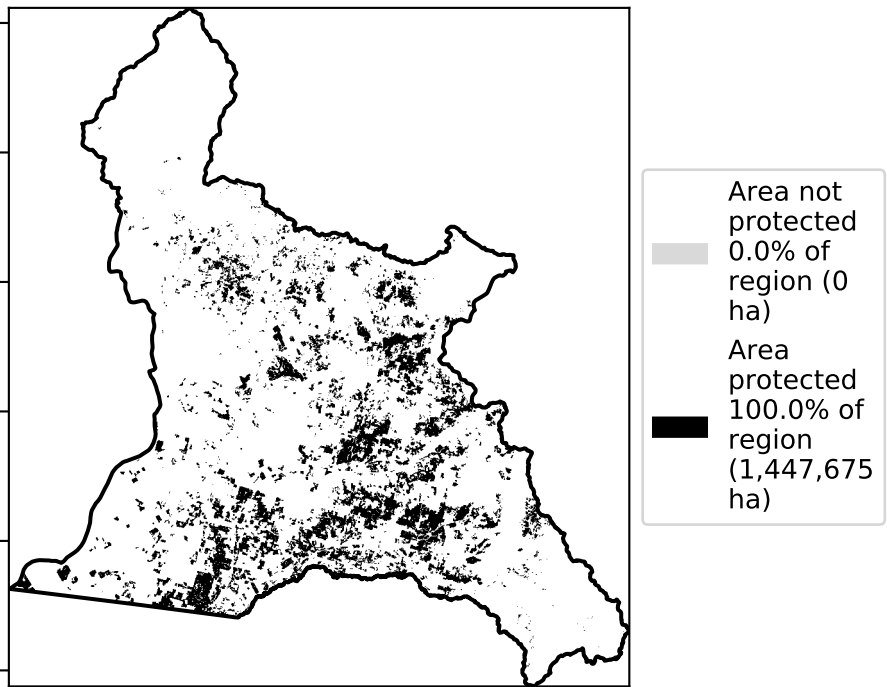 Area not
protected
0.0% of
region (0
ha)
Area
protected
100.0% of
region
(1,447,675
ha)